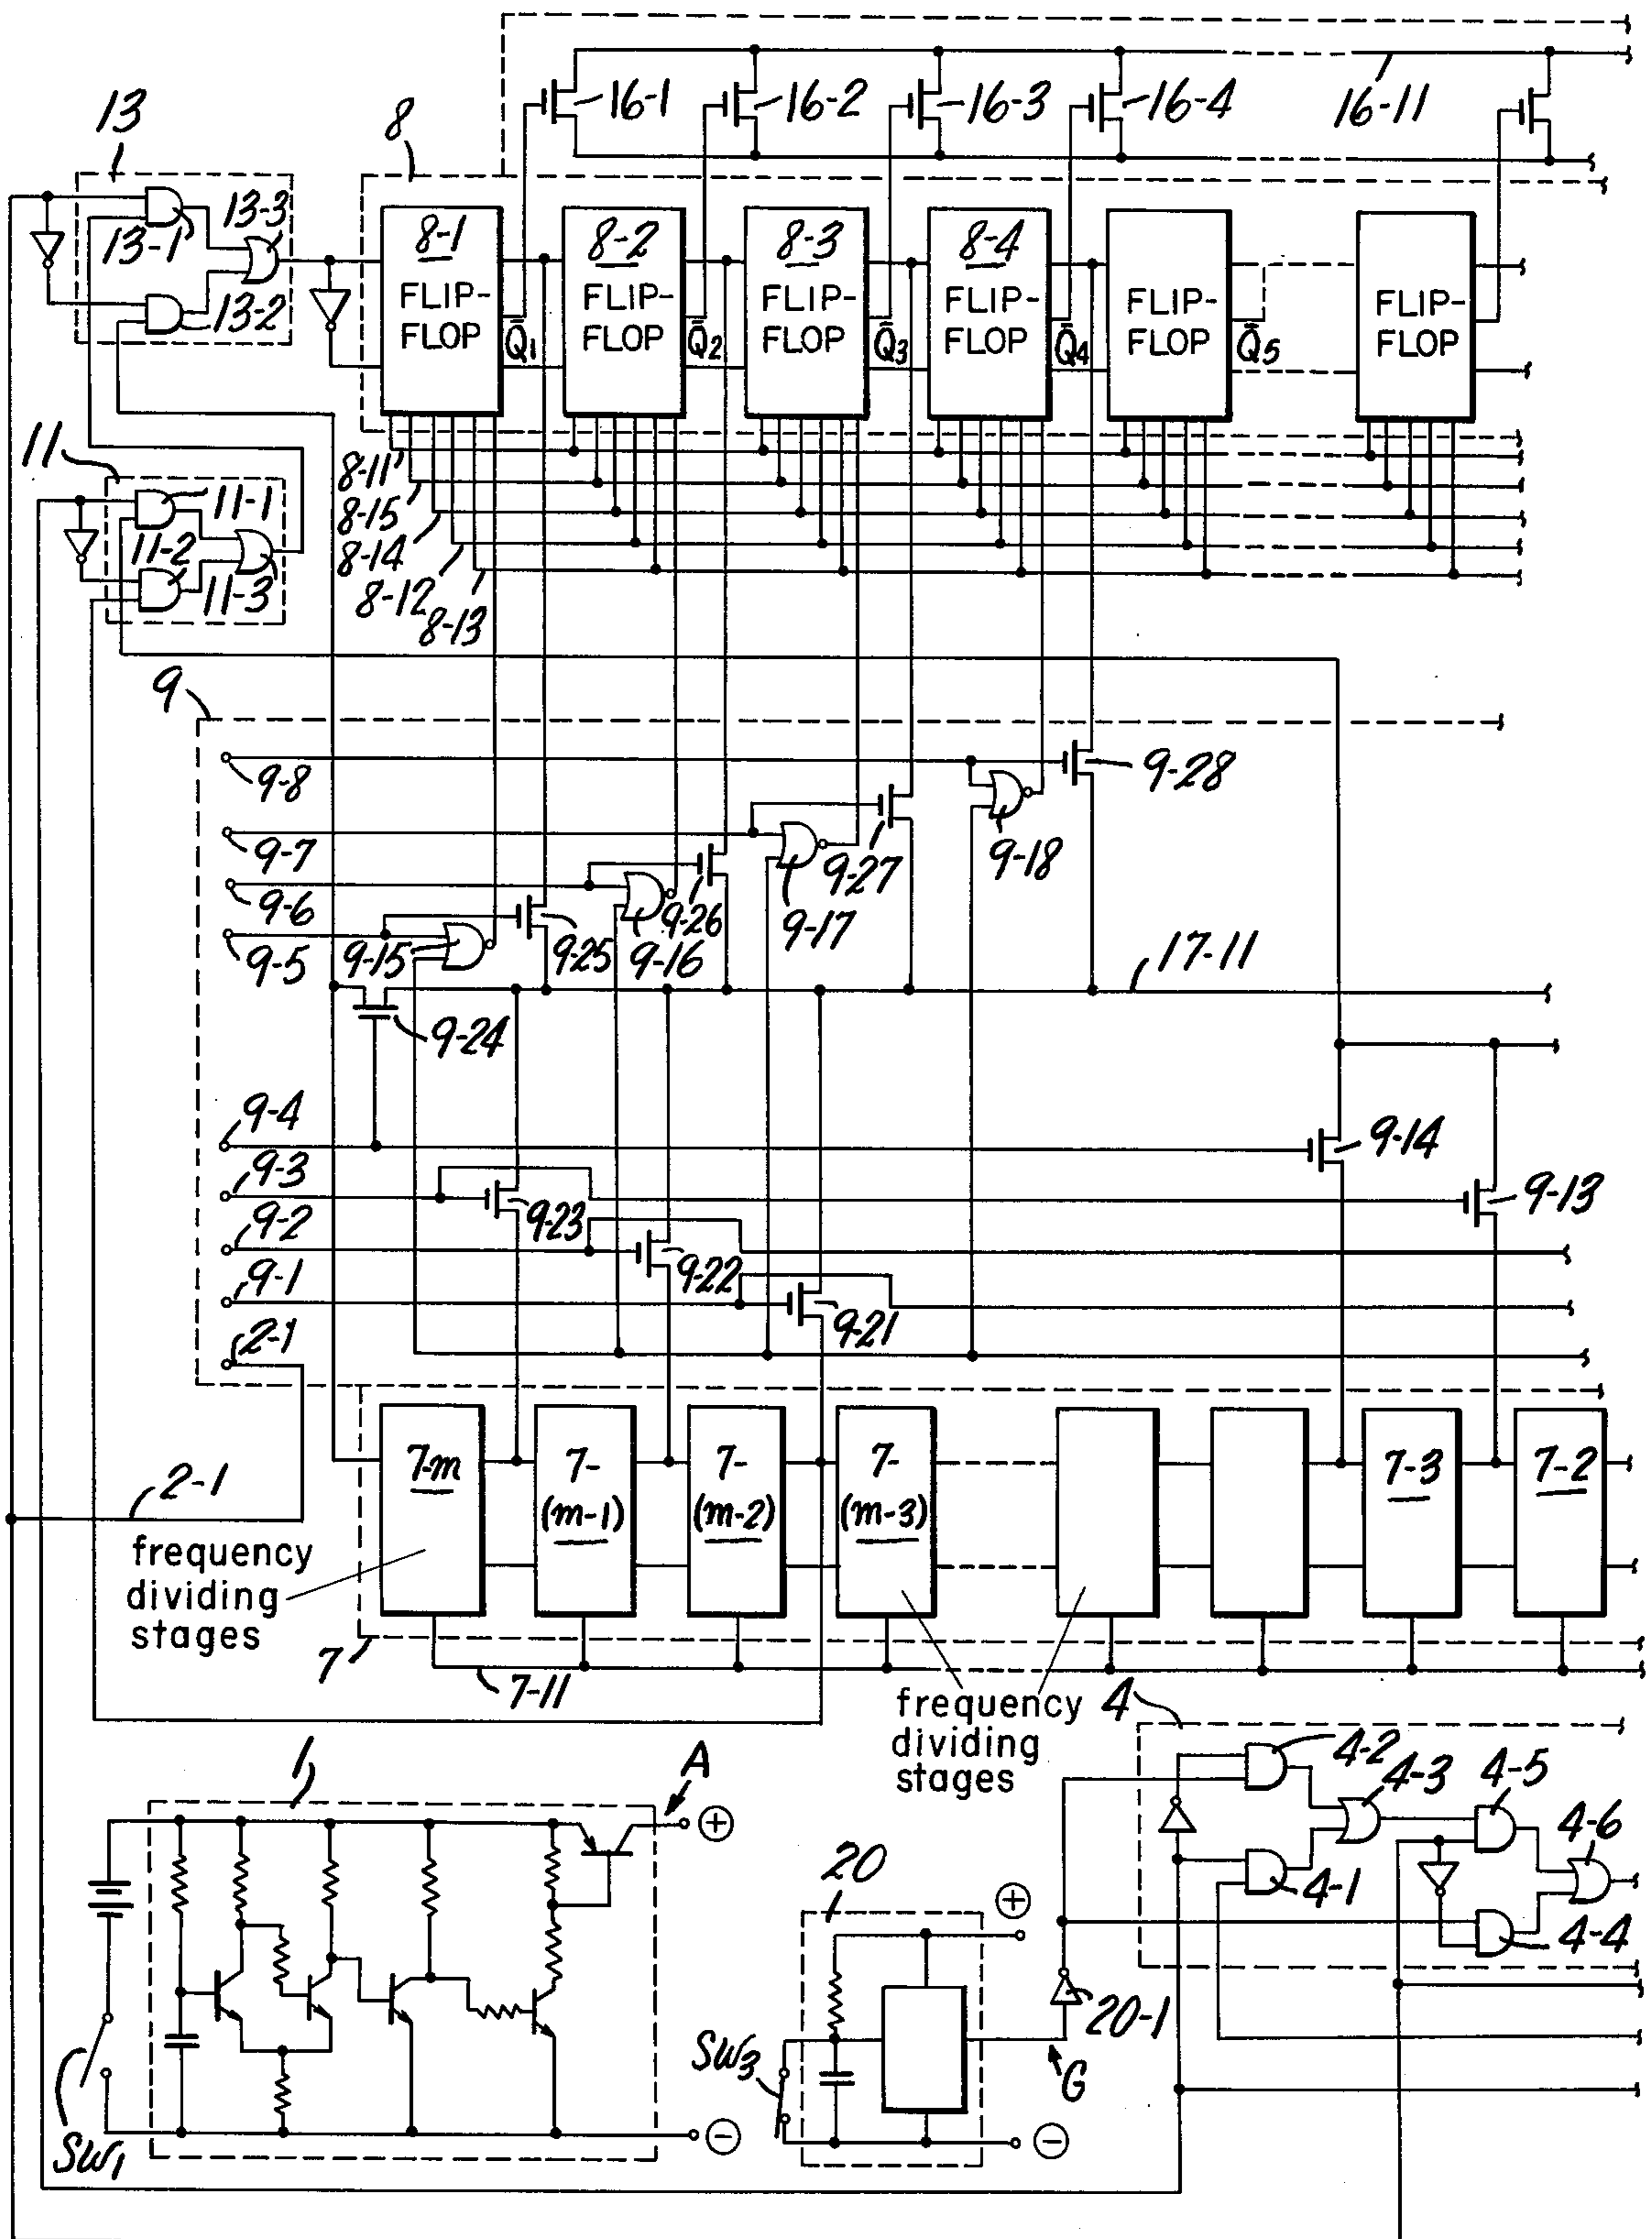 16-1
16-2
16-3
16-4
16-11
13
8
13-3
13-1
13-2
8-1
FLIP-
FLOP
Q̄1
8-2
FLIP-
FLOP
Q̄2
8-3
FLIP-
FLOP
Q̄3
8-4
FLIP-
FLOP
Q̄4
FLIP-
FLOP
Q̄5
FLIP-
FLOP
11
11-1
11-2
11-3
8-11
8-15
8-14
8-12
8-13
9
9-8
9-7
9-6
9-5
9-28
9-18
9-27
9-17
9-26
9-16
9-25
9-15
17-11
9-24
9-4
9-3
9-2
9-1
2-1
9-14
9-13
9-23
9-22
9-21
2-1
7-m
7-
(m-1)
7-
(m-2)
7-
(m-3)
7-3
7-2
frequency
dividing
stages
7
7-11
frequency
dividing
stages
4
4-2
4-3
4-5
4-6
4-1
4-4
1
A
+
−
SW1
20
+
−
SW3
20-1
G